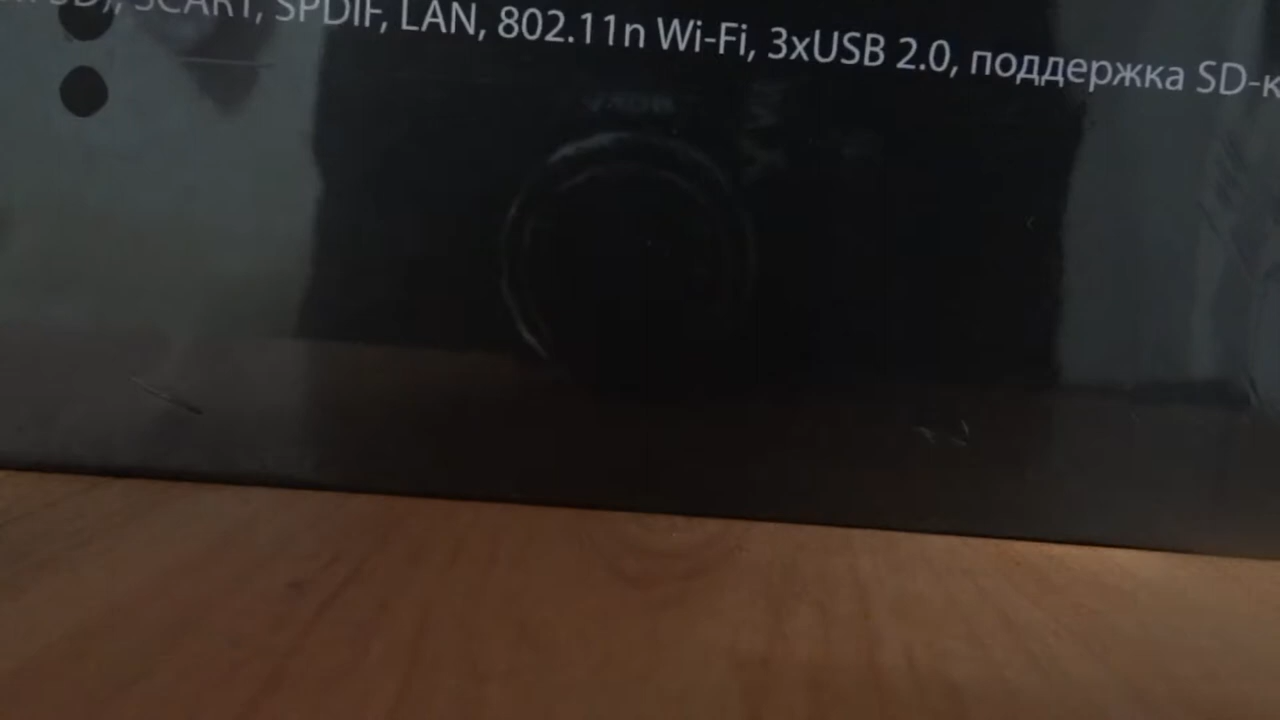 SCART, SPDIF, LAN, 802.11n Wi-Fi, 3xUSB 2.0, поддержка SD-к